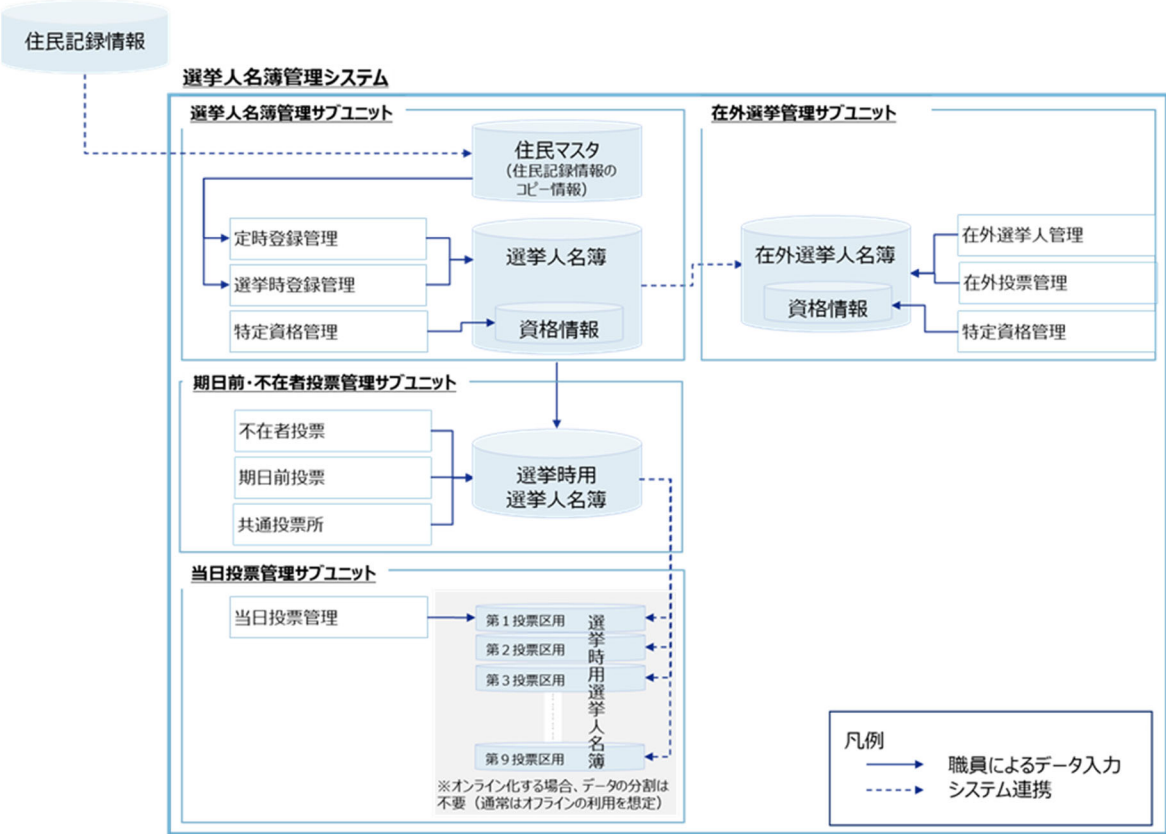 住民記録情報
選挙人名簿管理システム
選挙人名簿管理サブユニット
住民マスタ
（住民記録情報の
コピー情報）
定時登録管理
選挙時登録管理
特定資格管理
選挙人名簿
資格情報
在外選挙管理サブユニット
在外選挙人名簿
資格情報
在外選挙人管理
在外投票管理
特定資格管理
期日前・不在者投票管理サブユニット
不在者投票
期日前投票
共通投票所
選挙時用
選挙人名簿
当日投票管理サブユニット
当日投票管理
第１投票区用
第２投票区用
第３投票区用
第９投票区用
選挙時用選挙人名簿
※オンライン化する場合、データの分割は
不要（通常はオフラインの利用を想定）
凡例
職員によるデータ入力
システム連携